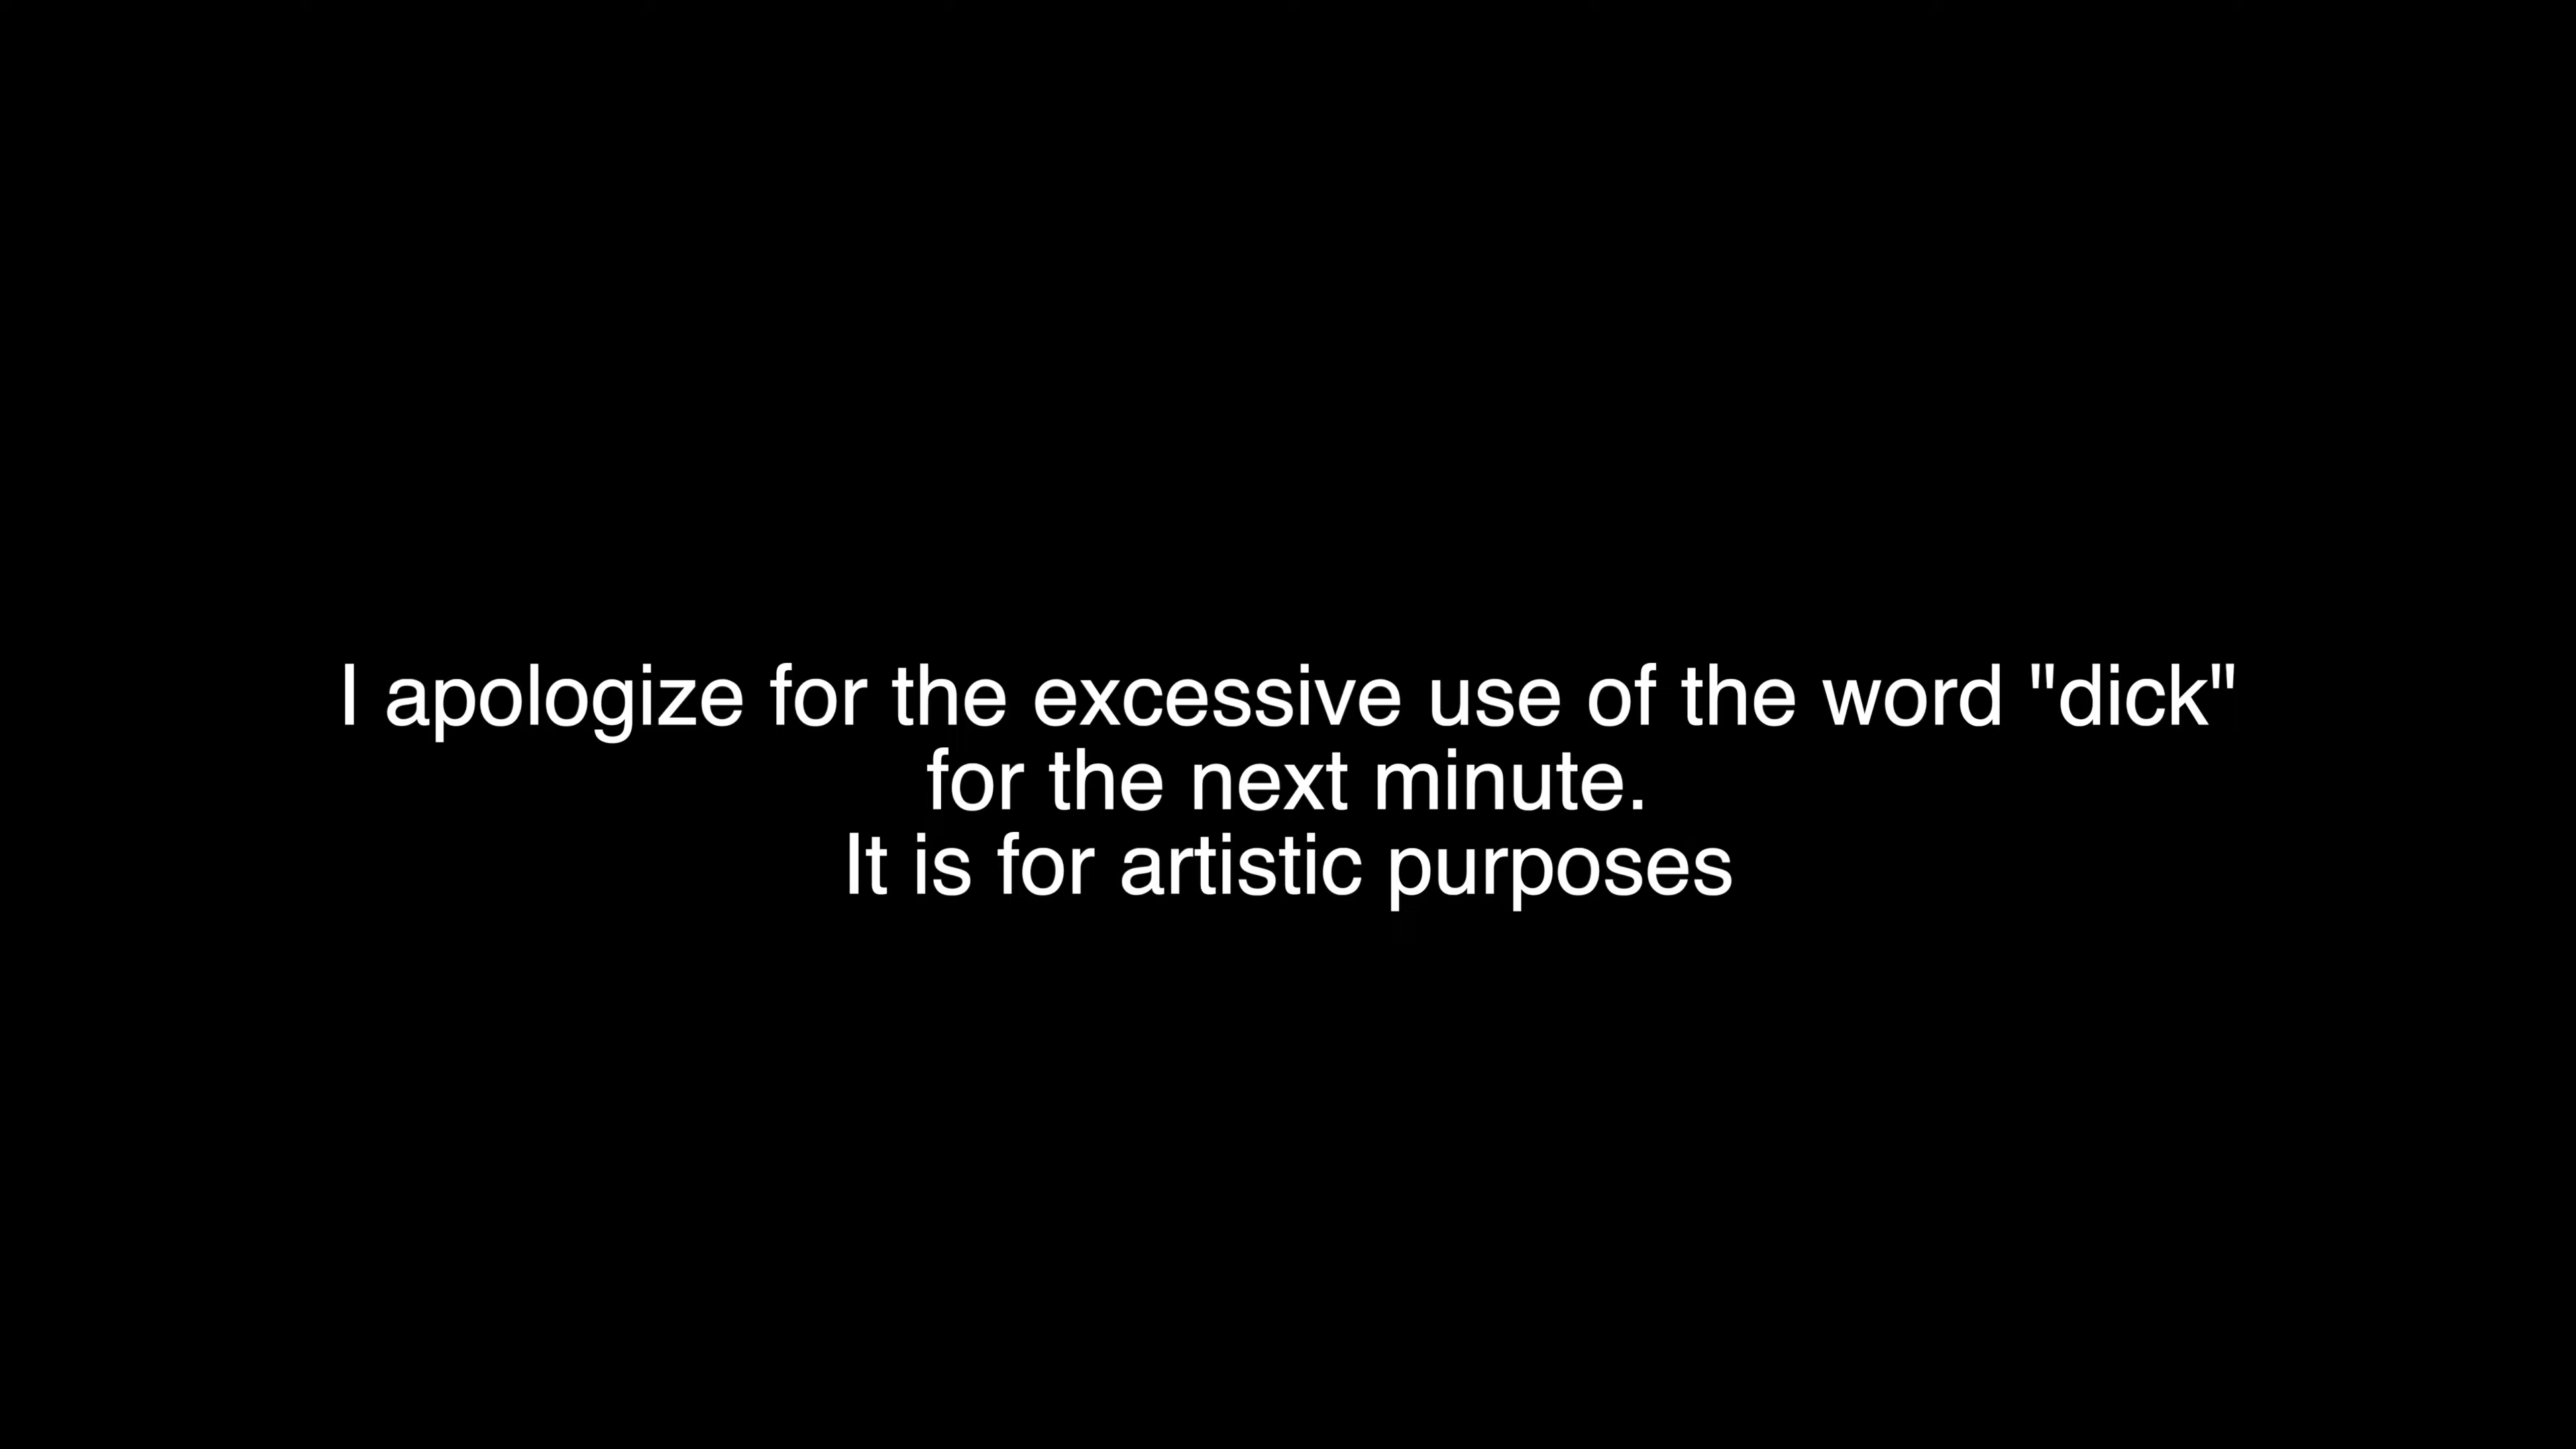 I apologize for the excessive use of the word "dick"
for the next minute.
It is for artistic purposes